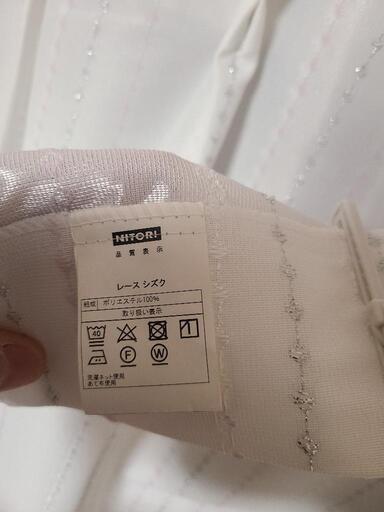 NITORI
品質表示
レース シズク
組成 ポリエステル100%
取り扱い表示
40
F W
洗濯ネット使用
あて布使用